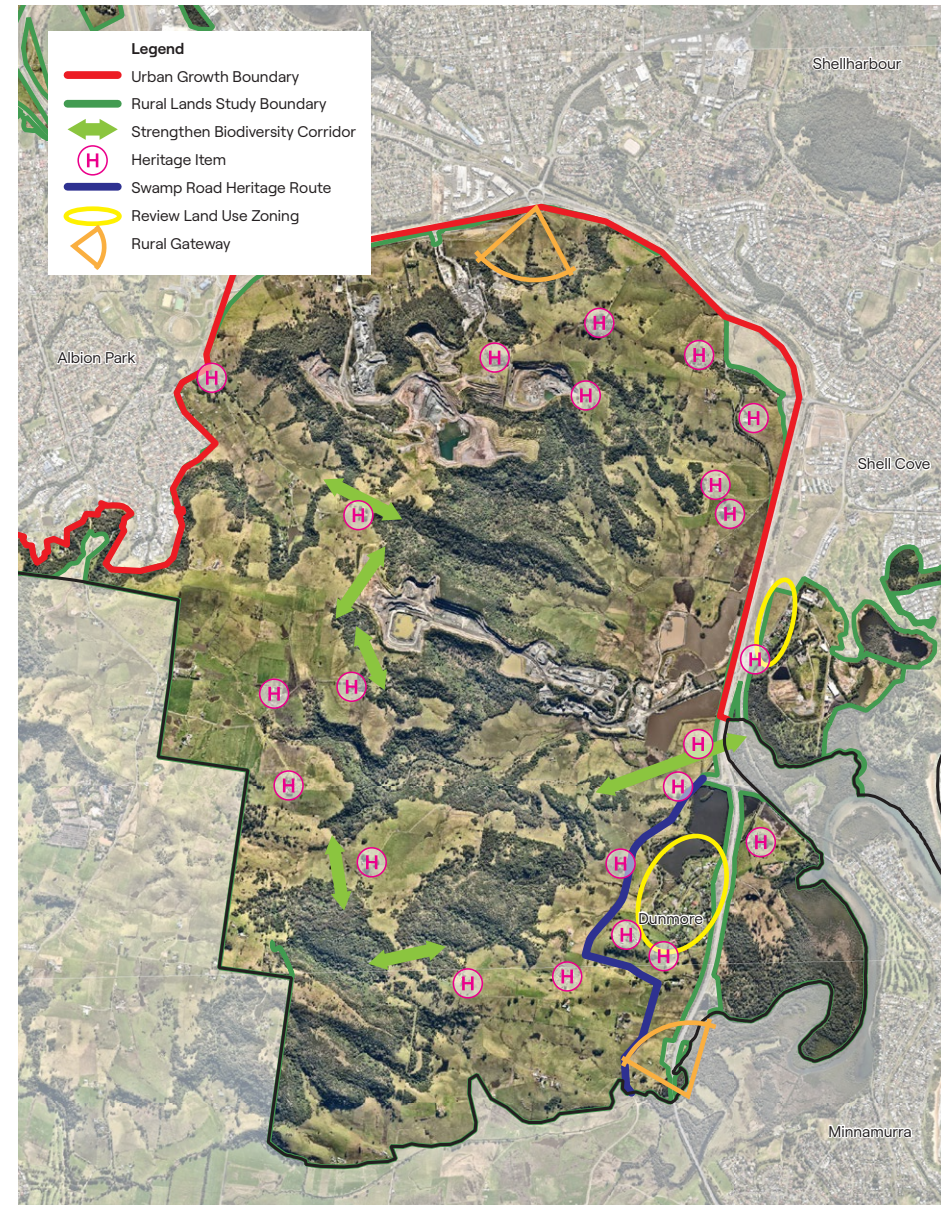 Legend
Urban Growth Boundary
Rural Lands Study Boundary
Strengthen Biodiversity Corridor
H
Heritage Item
Swamp Road Heritage Route
Review Land Use Zoning
Rural Gateway
Shellharbour
H
H
H
Albion Park
H
H
H
H
Shell Cove
H
H
H
H
H
H
H
H
H
H
H
H
Dunmore
H
H
H
H
Minnamurra